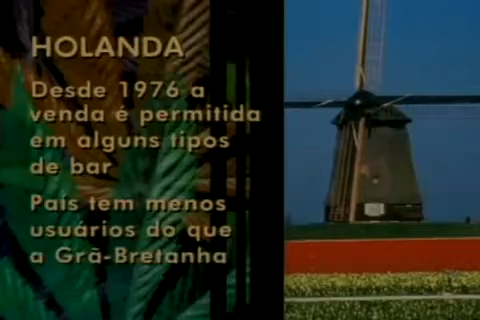 HOLANDA
Desde 1976 a
venda é permitida
em alguns tipos
de bar
País tem menos
usuários do que
a Grã-Bretanha